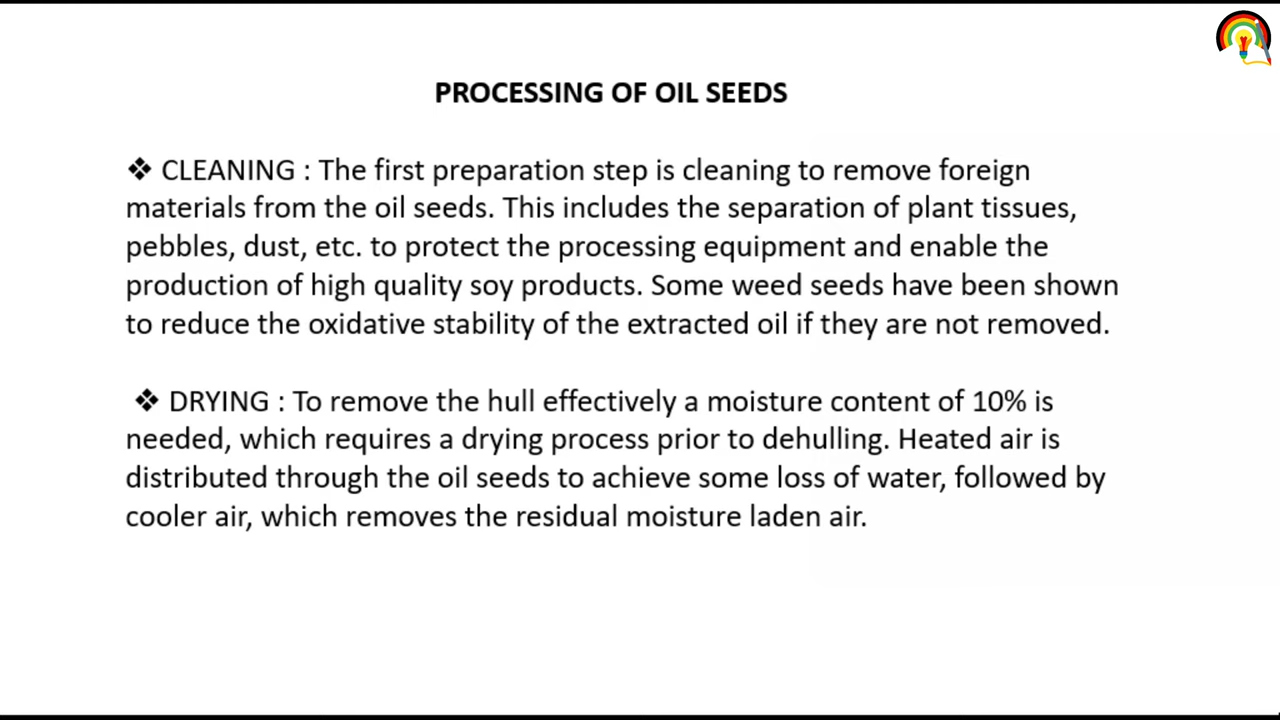 PROCESSING OF OIL SEEDS
❖ CLEANING : The first preparation step is cleaning to remove foreign
materials from the oil seeds. This includes the separation of plant tissues,
pebbles, dust, etc. to protect the processing equipment and enable the
production of high quality soy products. Some weed seeds have been shown
to reduce the oxidative stability of the extracted oil if they are not removed.
❖ DRYING : To remove the hull effectively a moisture content of 10% is
needed, which requires a drying process prior to dehulling. Heated air is
distributed through the oil seeds to achieve some loss of water, followed by
cooler air, which removes the residual moisture laden air.